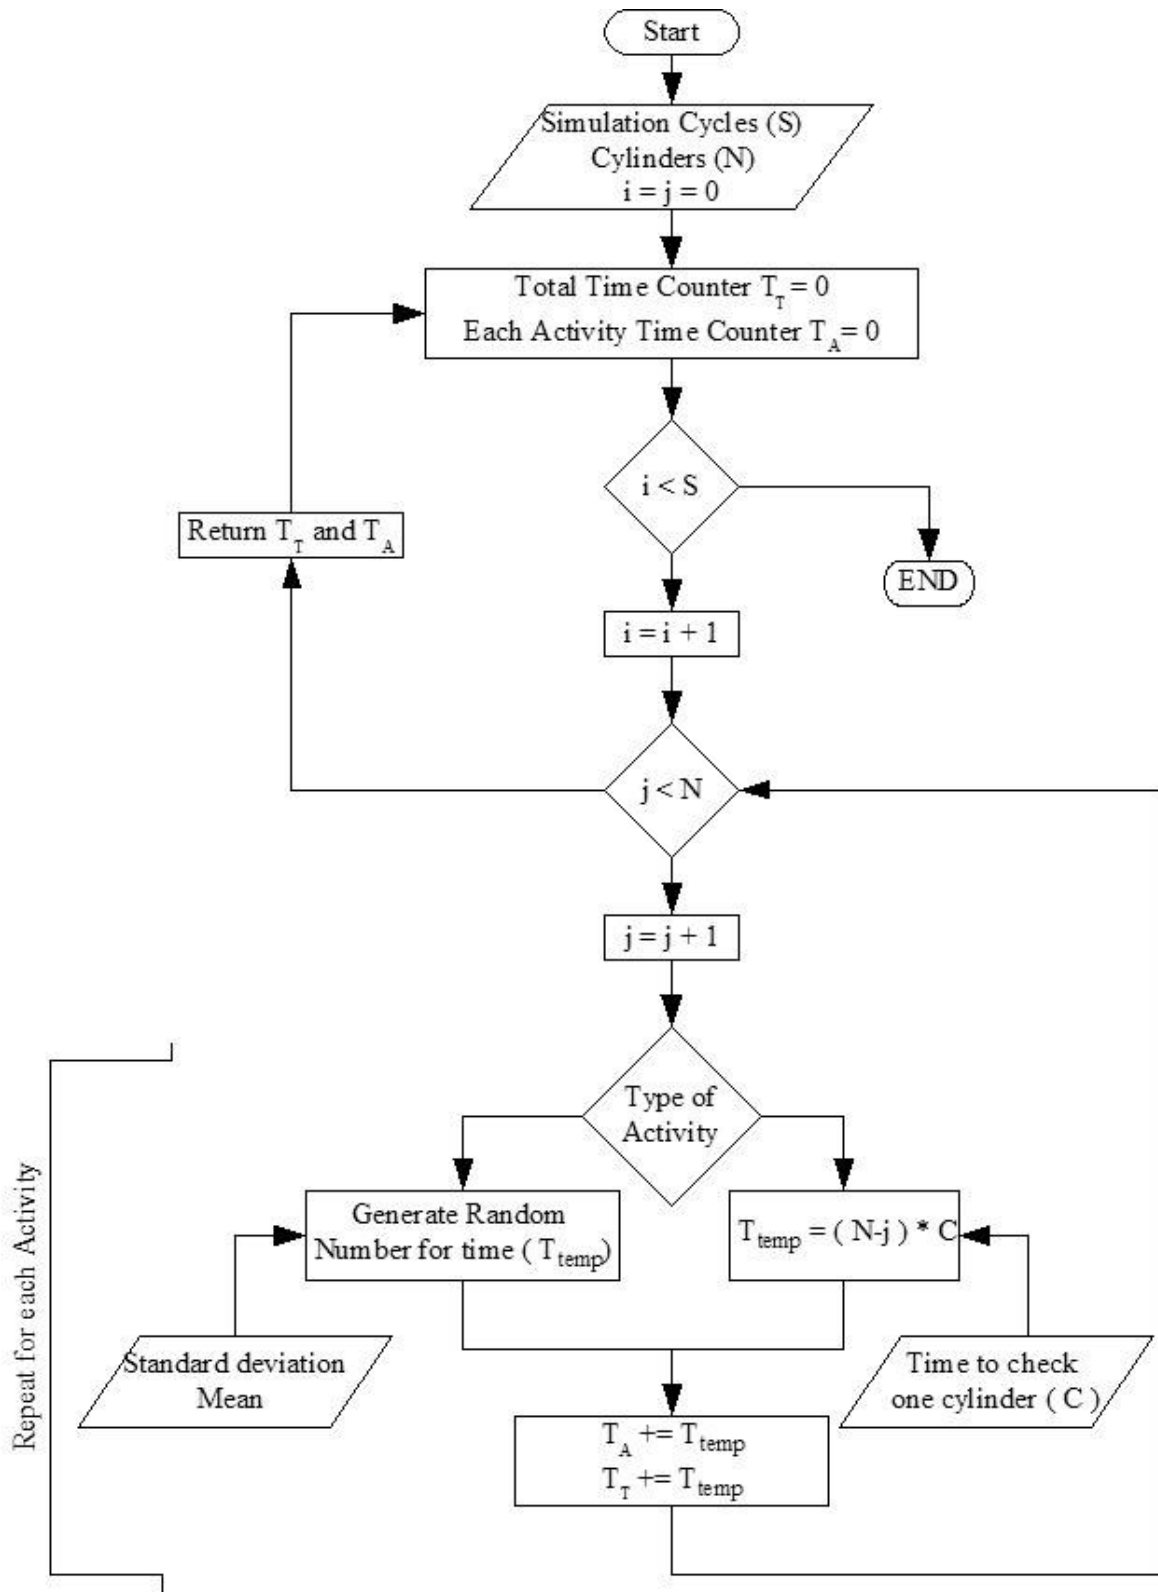 Start
Simulation Cycles (S)
Cylinders (N)
i = j = 0
Total Time Counter T_T = 0
Each Activity Time Counter T_A= 0
i < S
Return T_T and T_A
END
i = i + 1
j < N
j = j + 1
Type of
Activity
Generate Random
Number for time ( T_temp)
T_temp = ( N-j ) * C
Repeat for each Activity
Standard deviation
Mean
Time to check
one cylinder ( C )
T_A += T_temp
T_T += T_temp